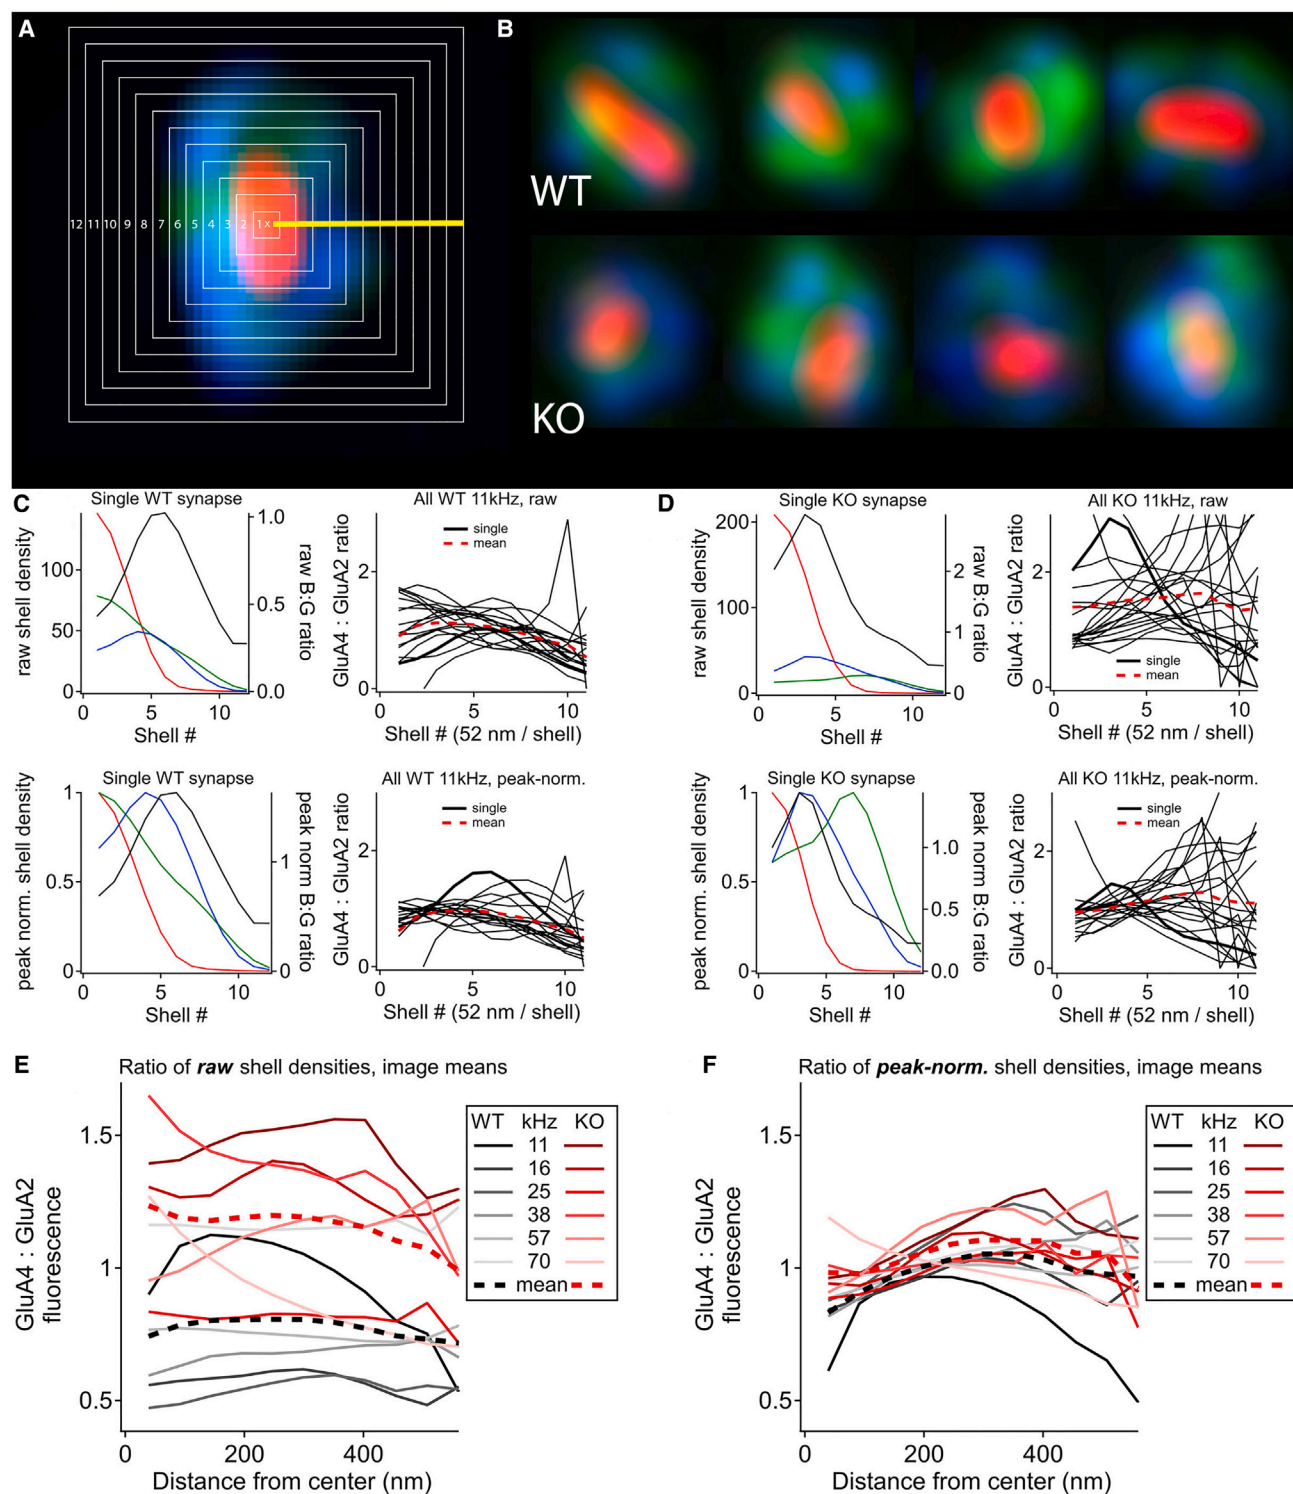 A
12 11 10 9 8 7 6 5 4 3 2 1 x
B
WT
KO
C
Single WT synapse
raw shell density
100
50
0
1.0
0.5
0.0
raw B:G ratio
0 5 10
Shell #
All WT 11kHz, raw
GluA4 : GluA2 ratio
2
0
single
mean
0 5 10
Shell # (52 nm / shell)
Single WT synapse
peak norm. shell density
1
0.5
0
1
0
peak norm B:G ratio
0 5 10
Shell #
All WT 11kHz, peak-norm.
GluA4 : GluA2 ratio
2
0
single
mean
0 5 10
Shell # (52 nm / shell)
D
Single KO synapse
raw shell density
200
100
0
2
1
0
raw B:G ratio
0 5 10
Shell #
All KO 11kHz, raw
GluA4 : GluA2 ratio
2
0
single
mean
0 5 10
Shell # (52 nm / shell)
Single KO synapse
peak norm. shell density
1
0.5
0
1.0
0.5
0.0
peak norm B:G ratio
0 5 10
Shell #
All KO 11kHz, peak-norm.
GluA4 : GluA2 ratio
2
0
single
mean
0 5 10
Shell # (52 nm / shell)
E
Ratio of raw shell densities, image means
GluA4 : GluA2
fluorescence
1.5
1
0.5
0 200 400
Distance from center (nm)
WT kHz KO
11
16
25
38
57
70
mean
F
Ratio of peak-norm. shell densities, image means
GluA4 : GluA2
fluorescence
1.5
1
0.5
0 200 400
Distance from center (nm)
WT kHz KO
11
16
25
38
57
70
mean